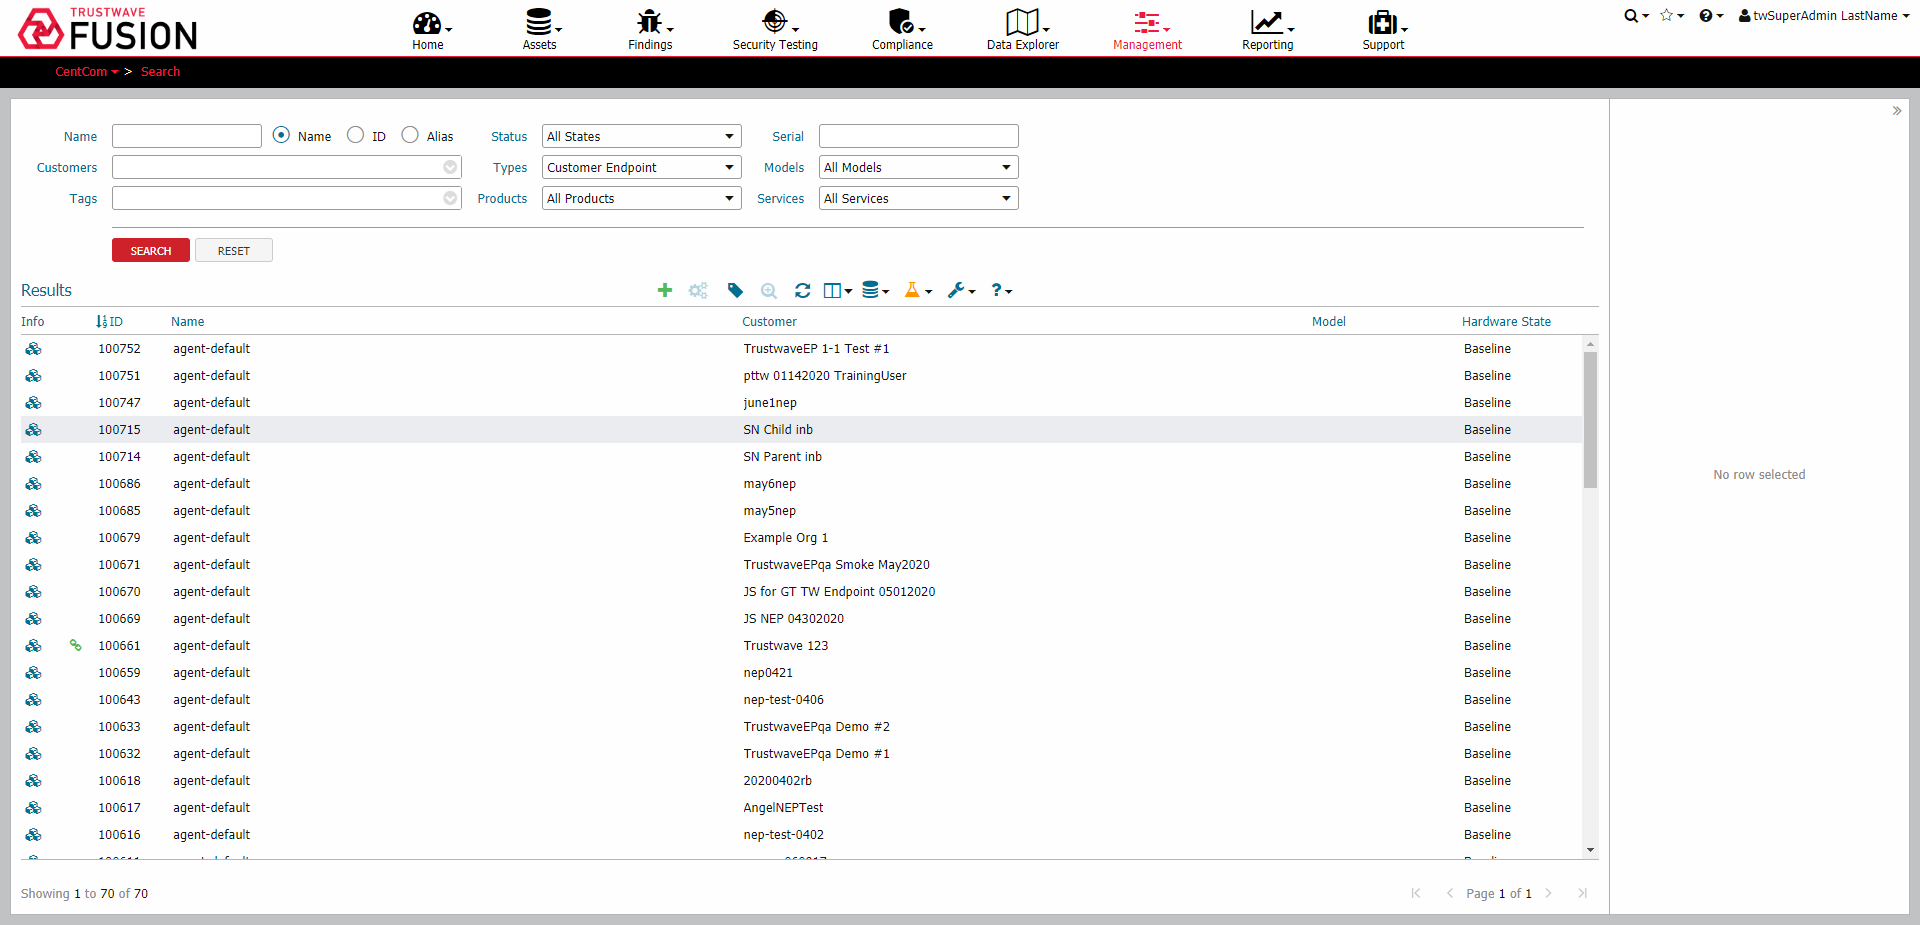 TRUSTWAVE
FUSION
Home
Assets
Findings
Security Testing
Compliance
Data Explorer
Management
Reporting
Support
twSuperAdmin LastName
CentCom > Search
Name Name ID Alias Status All States Serial
Customers Types Customer Endpoint Models All Models
Tags Products All Products Services All Services
SEARCH RESET
Results
Info ID Name Customer Model Hardware State
100752 agent-default TrustwaveEP 1-1 Test #1 Baseline
100751 agent-default pttw 01142020 TrainingUser Baseline
100747 agent-default june1nep Baseline
100715 agent-default SN Child inb Baseline
100714 agent-default SN Parent inb Baseline
100686 agent-default may6nep Baseline
100685 agent-default may5nep Baseline
100679 agent-default Example Org 1 Baseline
100671 agent-default TrustwaveEPqa Smoke May2020 Baseline
100670 agent-default JS for GT TW Endpoint 05012020 Baseline
100669 agent-default JS NEP 04302020 Baseline
100661 agent-default Trustwave 123 Baseline
100659 agent-default nep0421 Baseline
100643 agent-default nep-test-0406 Baseline
100633 agent-default TrustwaveEPqa Demo #2 Baseline
100632 agent-default TrustwaveEPqa Demo #1 Baseline
100618 agent-default 20200402rb Baseline
100617 agent-default AngelNEPTest Baseline
100616 agent-default nep-test-0402 Baseline
Showing 1 to 70 of 70
Page 1 of 1
No row selected